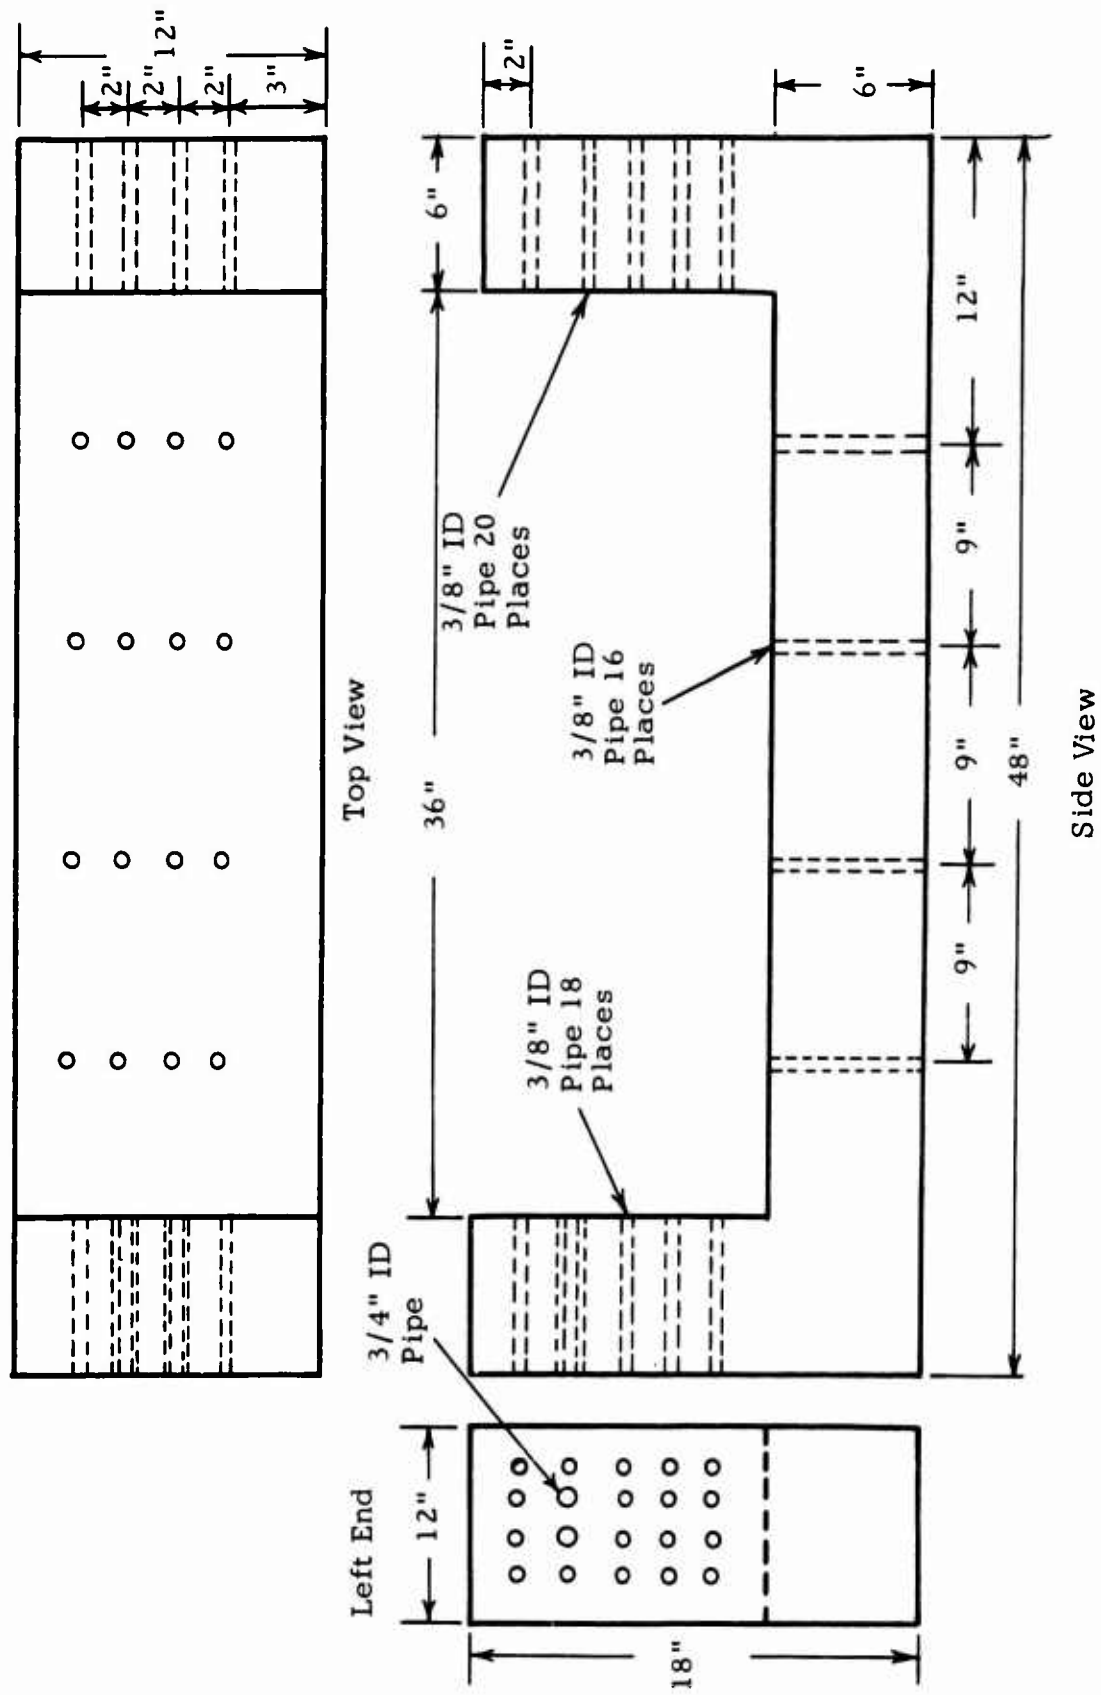 12"
2"
2"
2"
3"
Top View
36"
6"
2"
3/8" ID
Pipe 20
Places
3/8" ID
Pipe 16
Places
3/8" ID
Pipe 18
Places
6"
9"
9"
9"
12"
48"
Side View
3/4" ID
Pipe
Left End
12"
18"